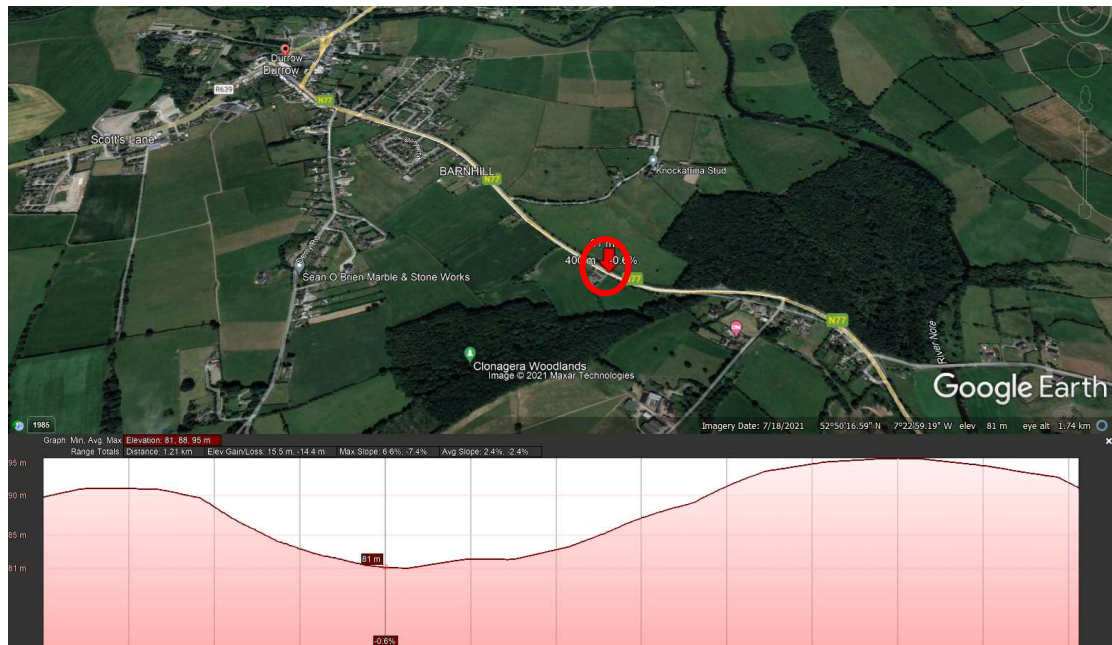 Durrow
Durrow
R639
N77
Scott's Lane
BARNHILL
N77
Knockatrina Stud
400 m -0.6%
N77
Sean O Brien Marble & Stone Works
N77
River Nore
Clonagera Woodlands
Image © 2021 Maxar Technologies
Google Earth
1985
Imagery Date: 7/18/2021 52°50'16.59" N 7°22'59.19" W elev 81 m eye alt 1.74 km
Graph: Min, Avg, Max Elevation: 81, 88, 95 m
Range Totals: Distance: 1.21 km Elev Gain/Loss: 15.5 m, -14.4 m Max Slope: 6.6%, -7.4% Avg Slope: 2.4%, -2.4%
95 m
90 m
85 m
81 m
81 m
-0.6%